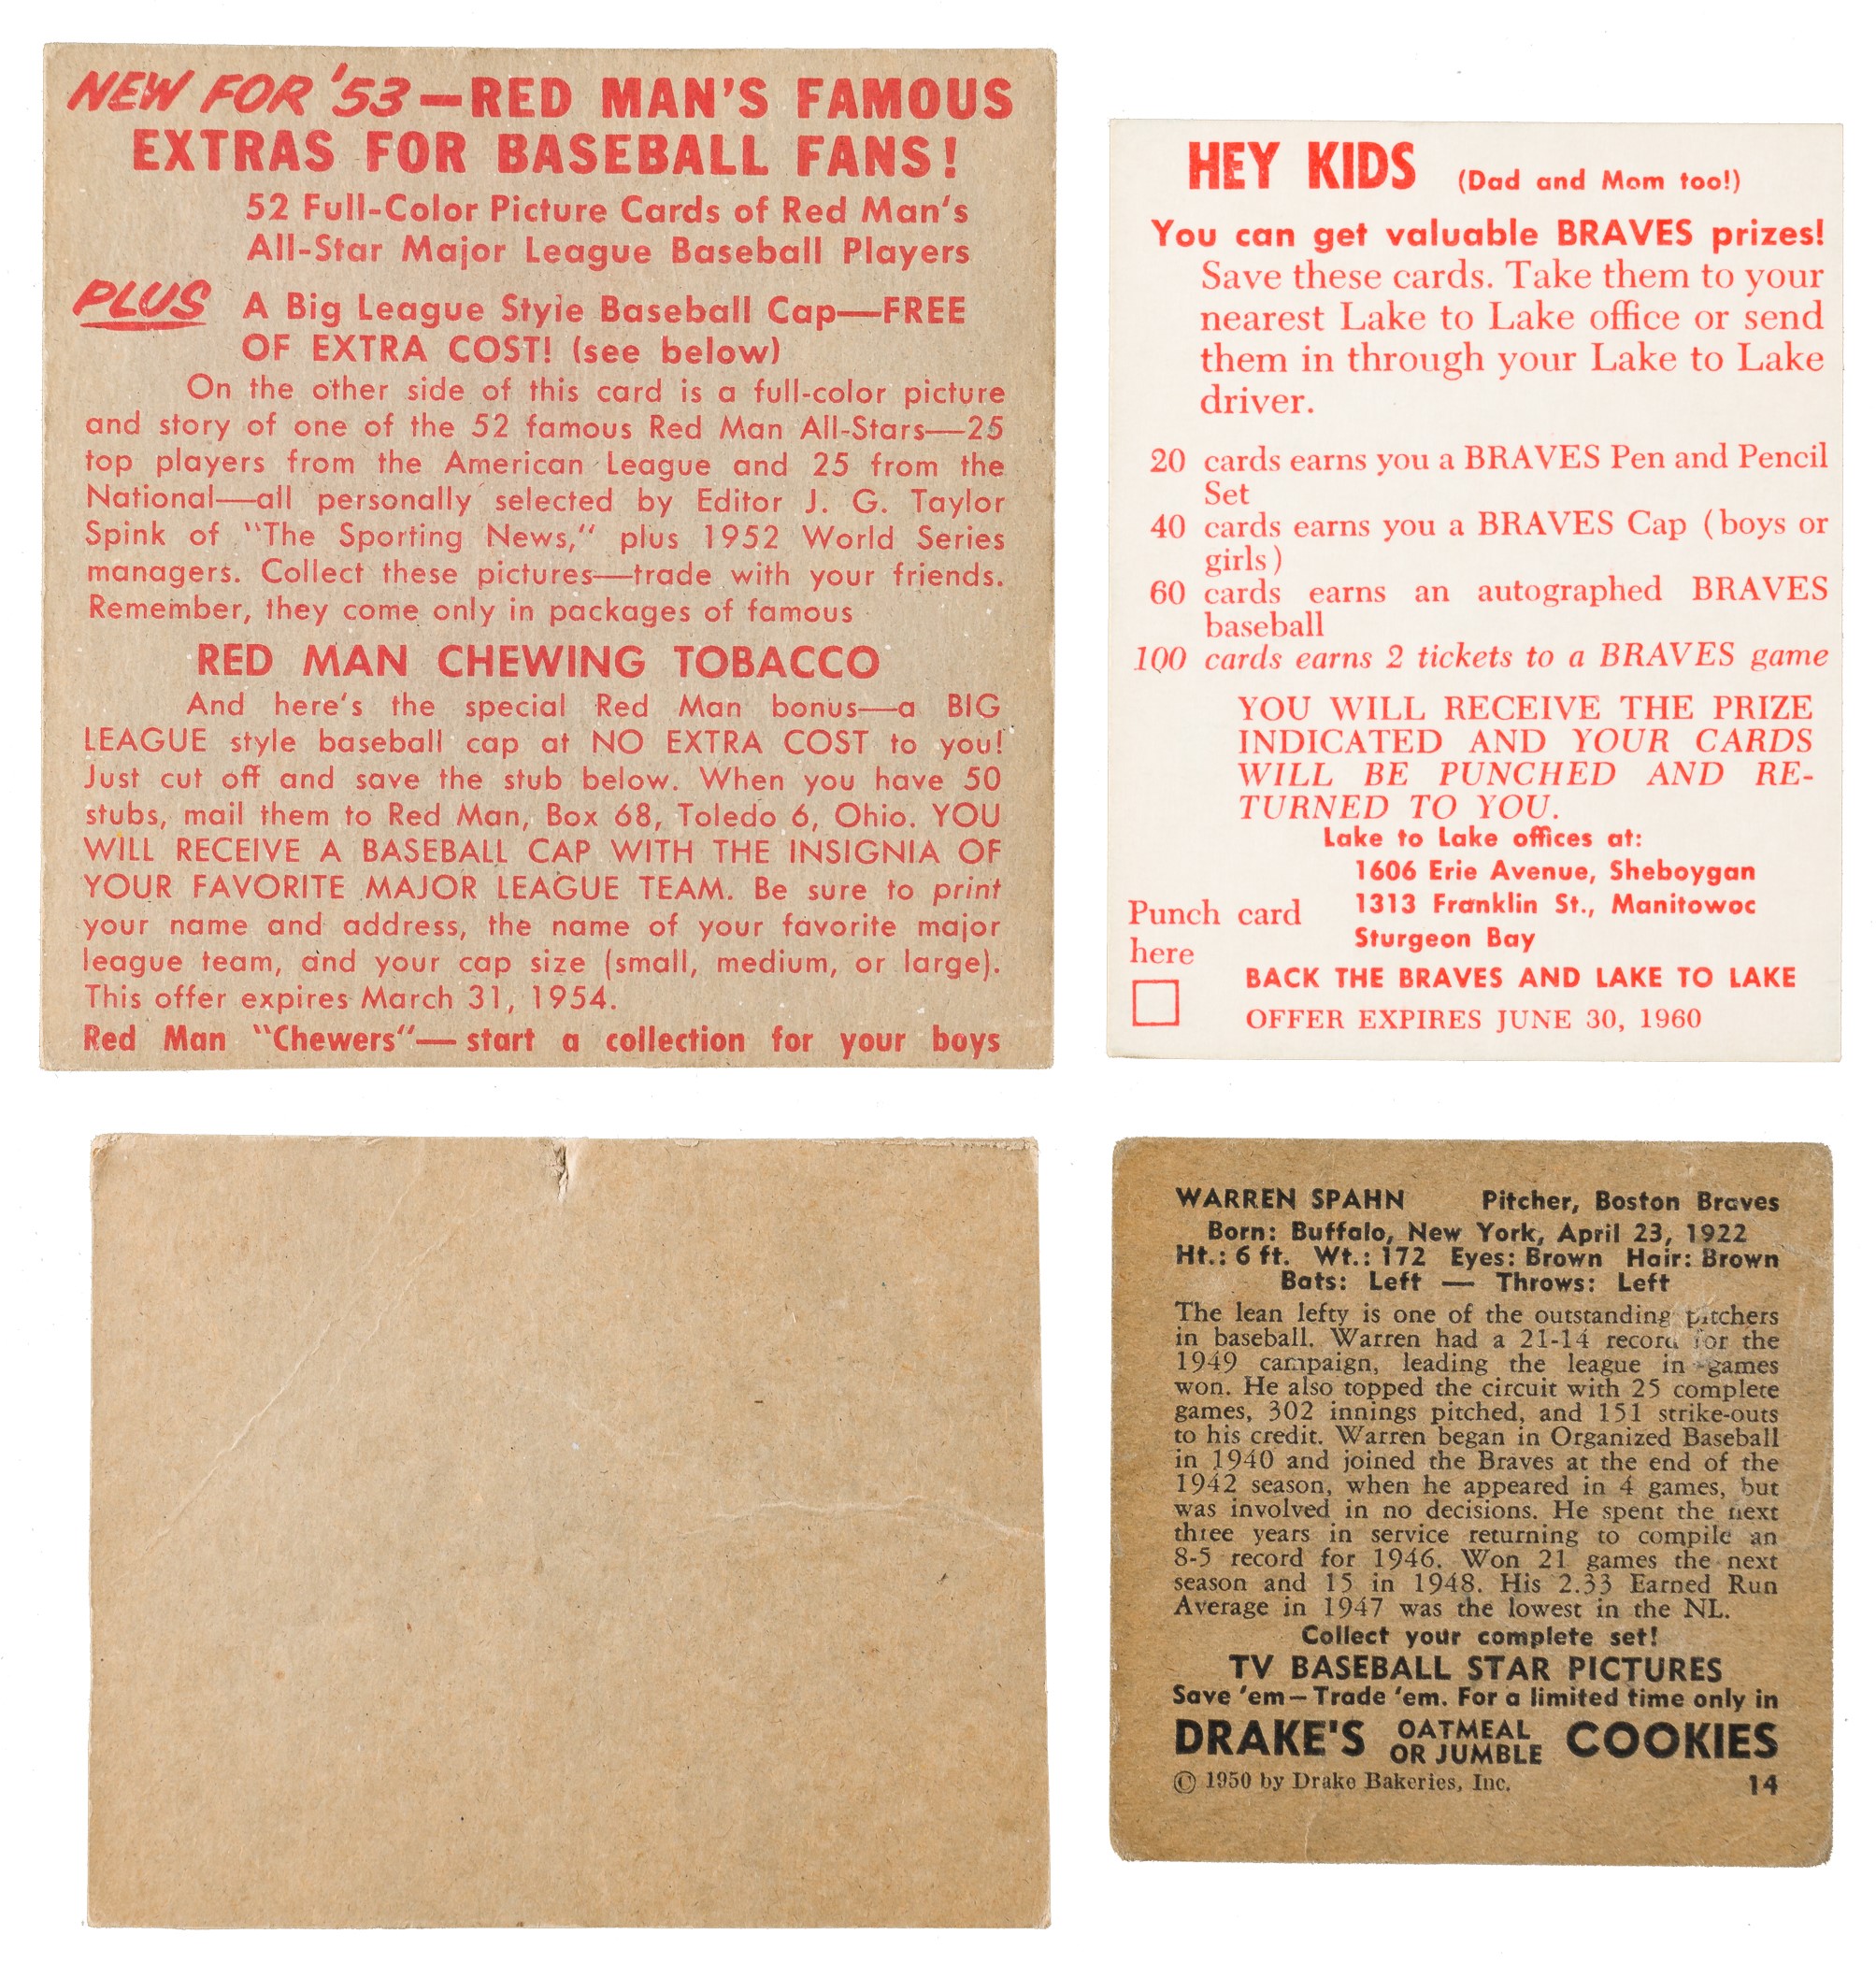 NEW FOR '53—RED MAN'S FAMOUS
EXTRAS FOR BASEBALL FANS!
52 Full-Color Picture Cards of Red Man's
All-Star Major League Baseball Players
PLUS A Big League Style Baseball Cap—FREE
OF EXTRA COST! (see below)
On the other side of this card is a full-color picture
and story of one of the 52 famous Red Man All-Stars—25
top players from the American League and 25 from the
National—all personally selected by Editor J. G. Taylor
Spink of "The Sporting News," plus 1952 World Series
managers. Collect these pictures—trade with your friends.
Remember, they come only in packages of famous
RED MAN CHEWING TOBACCO
And here's the special Red Man bonus—a BIG
LEAGUE style baseball cap at NO EXTRA COST to you!
Just cut off and save the stub below. When you have 50
stubs, mail them to Red Man, Box 68, Toledo 6, Ohio. YOU
WILL RECEIVE A BASEBALL CAP WITH THE INSIGNIA OF
YOUR FAVORITE MAJOR LEAGUE TEAM. Be sure to print
your name and address, the name of your favorite major
league team, and your cap size (small, medium, or large).
This offer expires March 31, 1954.
Red Man "Chewers"—start a collection for your boys
HEY KIDS (Dad and Mom too!)
You can get valuable BRAVES prizes!
Save these cards. Take them to your
nearest Lake to Lake office or send
them in through your Lake to Lake
driver.
20 cards earns you a BRAVES Pen and Pencil
Set
40 cards earns you a BRAVES Cap (boys or
girls)
60 cards earns an autographed BRAVES
baseball
100 cards earns 2 tickets to a BRAVES game
YOU WILL RECEIVE THE PRIZE
INDICATED AND YOUR CARDS
WILL BE PUNCHED AND RE-
TURNED TO YOU.
Lake to Lake offices at:
1606 Erie Avenue, Sheboygan
1313 Franklin St., Manitowoc
Sturgeon Bay
Punch card
here
BACK THE BRAVES AND LAKE TO LAKE
OFFER EXPIRES JUNE 30, 1960
WARREN SPAHN Pitcher, Boston Braves
Born: Buffalo, New York, April 23, 1922
Ht.: 6 ft. Wt.: 172 Eyes: Brown Hair: Brown
Bats: Left — Throws: Left
The lean lefty is one of the outstanding pitchers
in baseball. Warren had a 21-14 record for the
1949 campaign, leading the league in games
won. He also topped the circuit with 25 complete
games, 302 innings pitched, and 151 strike-outs
to his credit. Warren began in Organized Baseball
in 1940 and joined the Braves at the end of the
1942 season, when he appeared in 4 games, but
was involved in no decisions. He spent the next
three years in service returning to compile an
8-5 record for 1946. Won 21 games the next
season and 15 in 1948. His 2.33 Earned Run
Average in 1947 was the lowest in the NL.
Collect your complete set!
TV BASEBALL STAR PICTURES
Save 'em—Trade 'em. For a limited time only in
DRAKE'S OATMEAL OR JUMBLE COOKIES
© 1950 by Drake Bakeries, Inc. 14